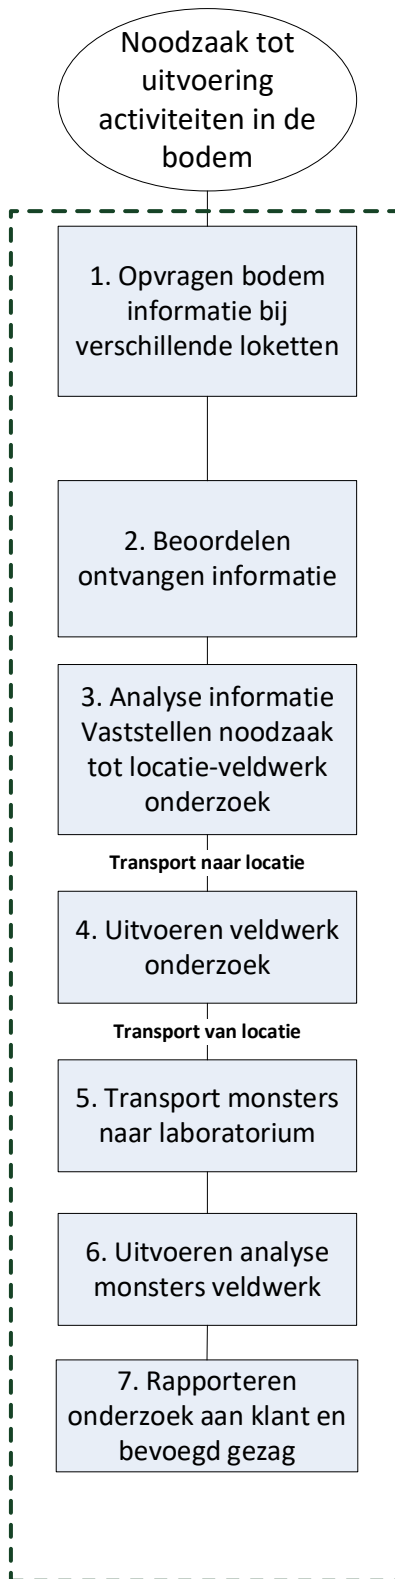 Noodzaak tot
uitvoering
activiteiten in de
bodem
1. Opvragen bodem
informatie bij
verschillende loketten
2. Beoordelen
ontvangen informatie
3. Analyse informatie
Vaststellen noodzaak
tot locatie-veldwerk
onderzoek
Transport naar locatie
4. Uitvoeren veldwerk
onderzoek
Transport van locatie
5. Transport monsters
naar laboratorium
6. Uitvoeren analyse
monsters veldwerk
7. Rapporteren
onderzoek aan klant en
bevoegd gezag